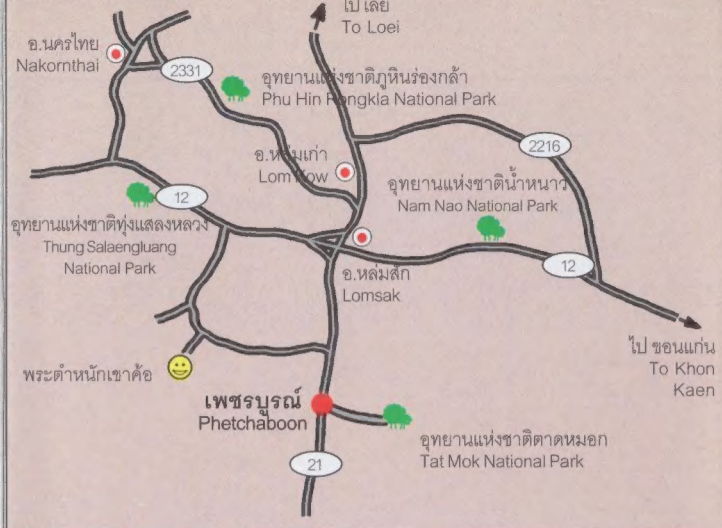 ไปเลย
To Loei
อ.นครไทย
Nakornthai
2331
อุทยานแห่งชาติภูหินร่องกล้า
Phu Hin Rongkla National Park
2216
อ.หล่มเก่า
Lom Kow
อุทยานแห่งชาติน้ำหนาว
Nam Nao National Park
12
อุทยานแห่งชาติทุ่งแสลงหลวง
Thung Salaengluang
National Park
อ.หล่มสัก
Lomsak
12
ไป ขอนแก่น
To Khon
Kaen
พระตำหนักเขาค้อ
เพชรบูรณ์
Phetchaboon
อุทยานแห่งชาติตาดหมอก
Tat Mok National Park
21